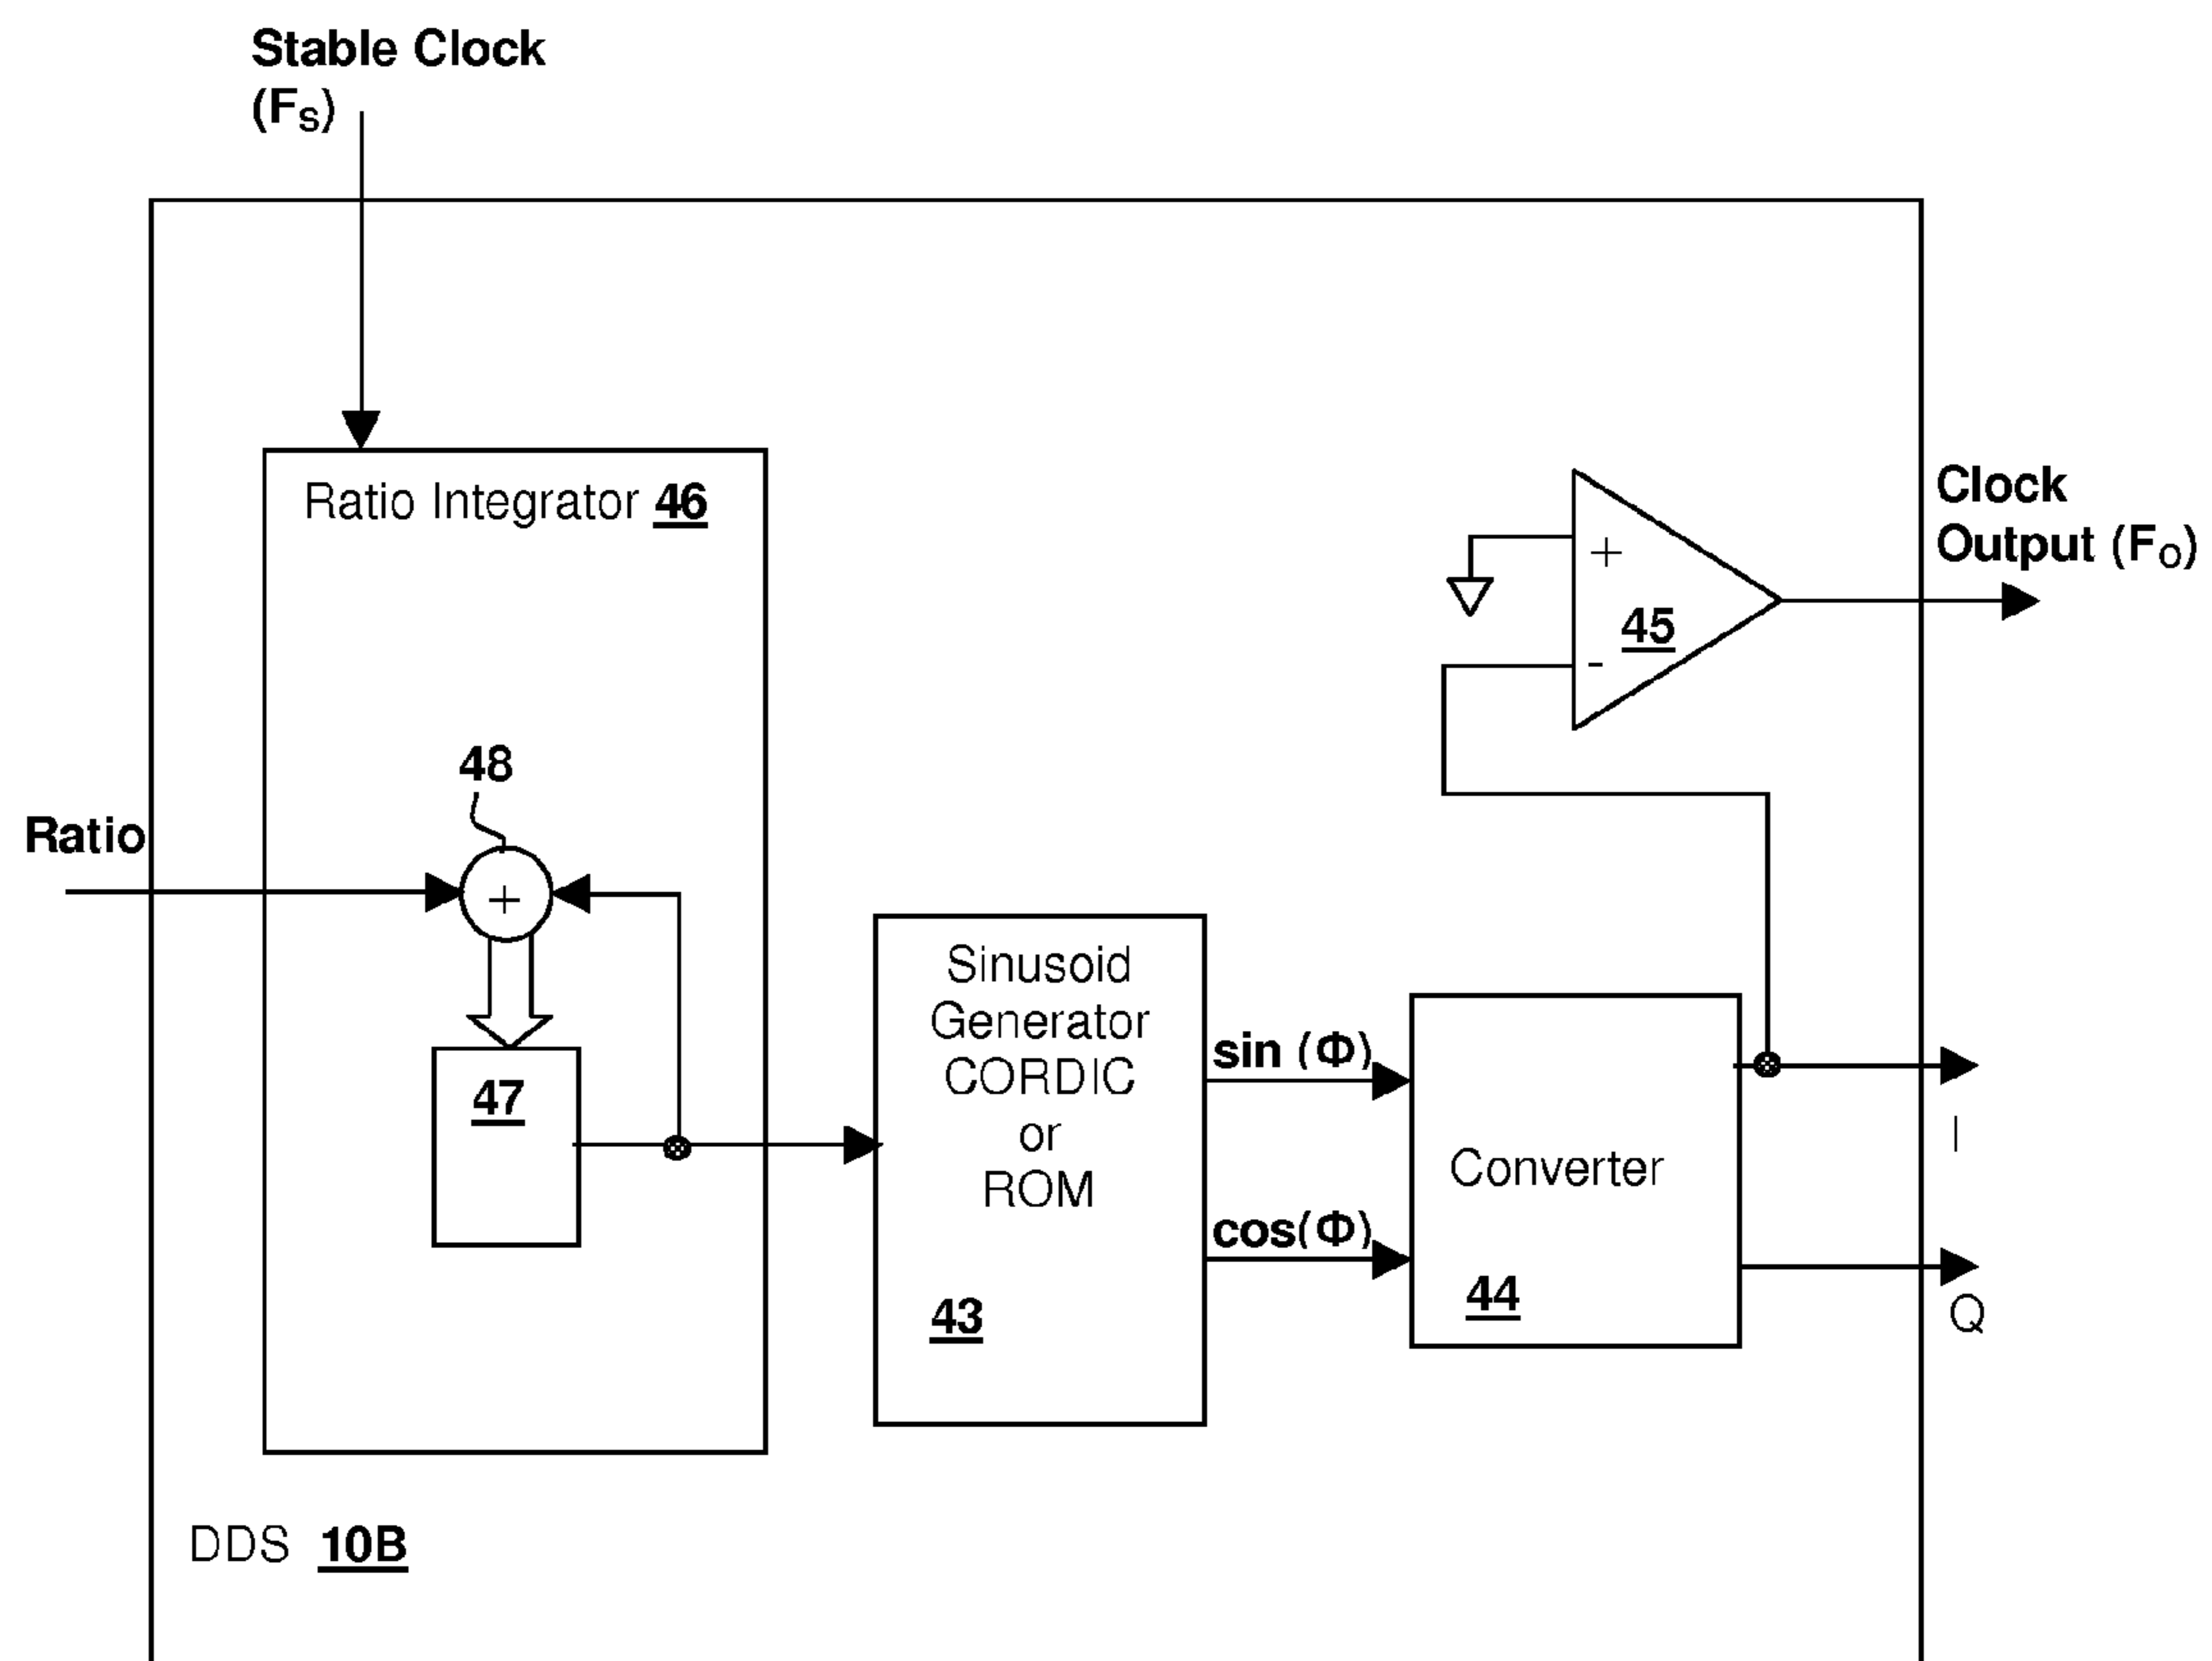 Stable Clock
(FS)
Ratio Integrator 46
Clock
Output (FO)
+
45
-
48
Ratio
+
Sinusoid
Generator
CORDIC
or
ROM
43
47
sin (Φ)
cos(Φ)
Converter
44
I
Q
DDS 10B